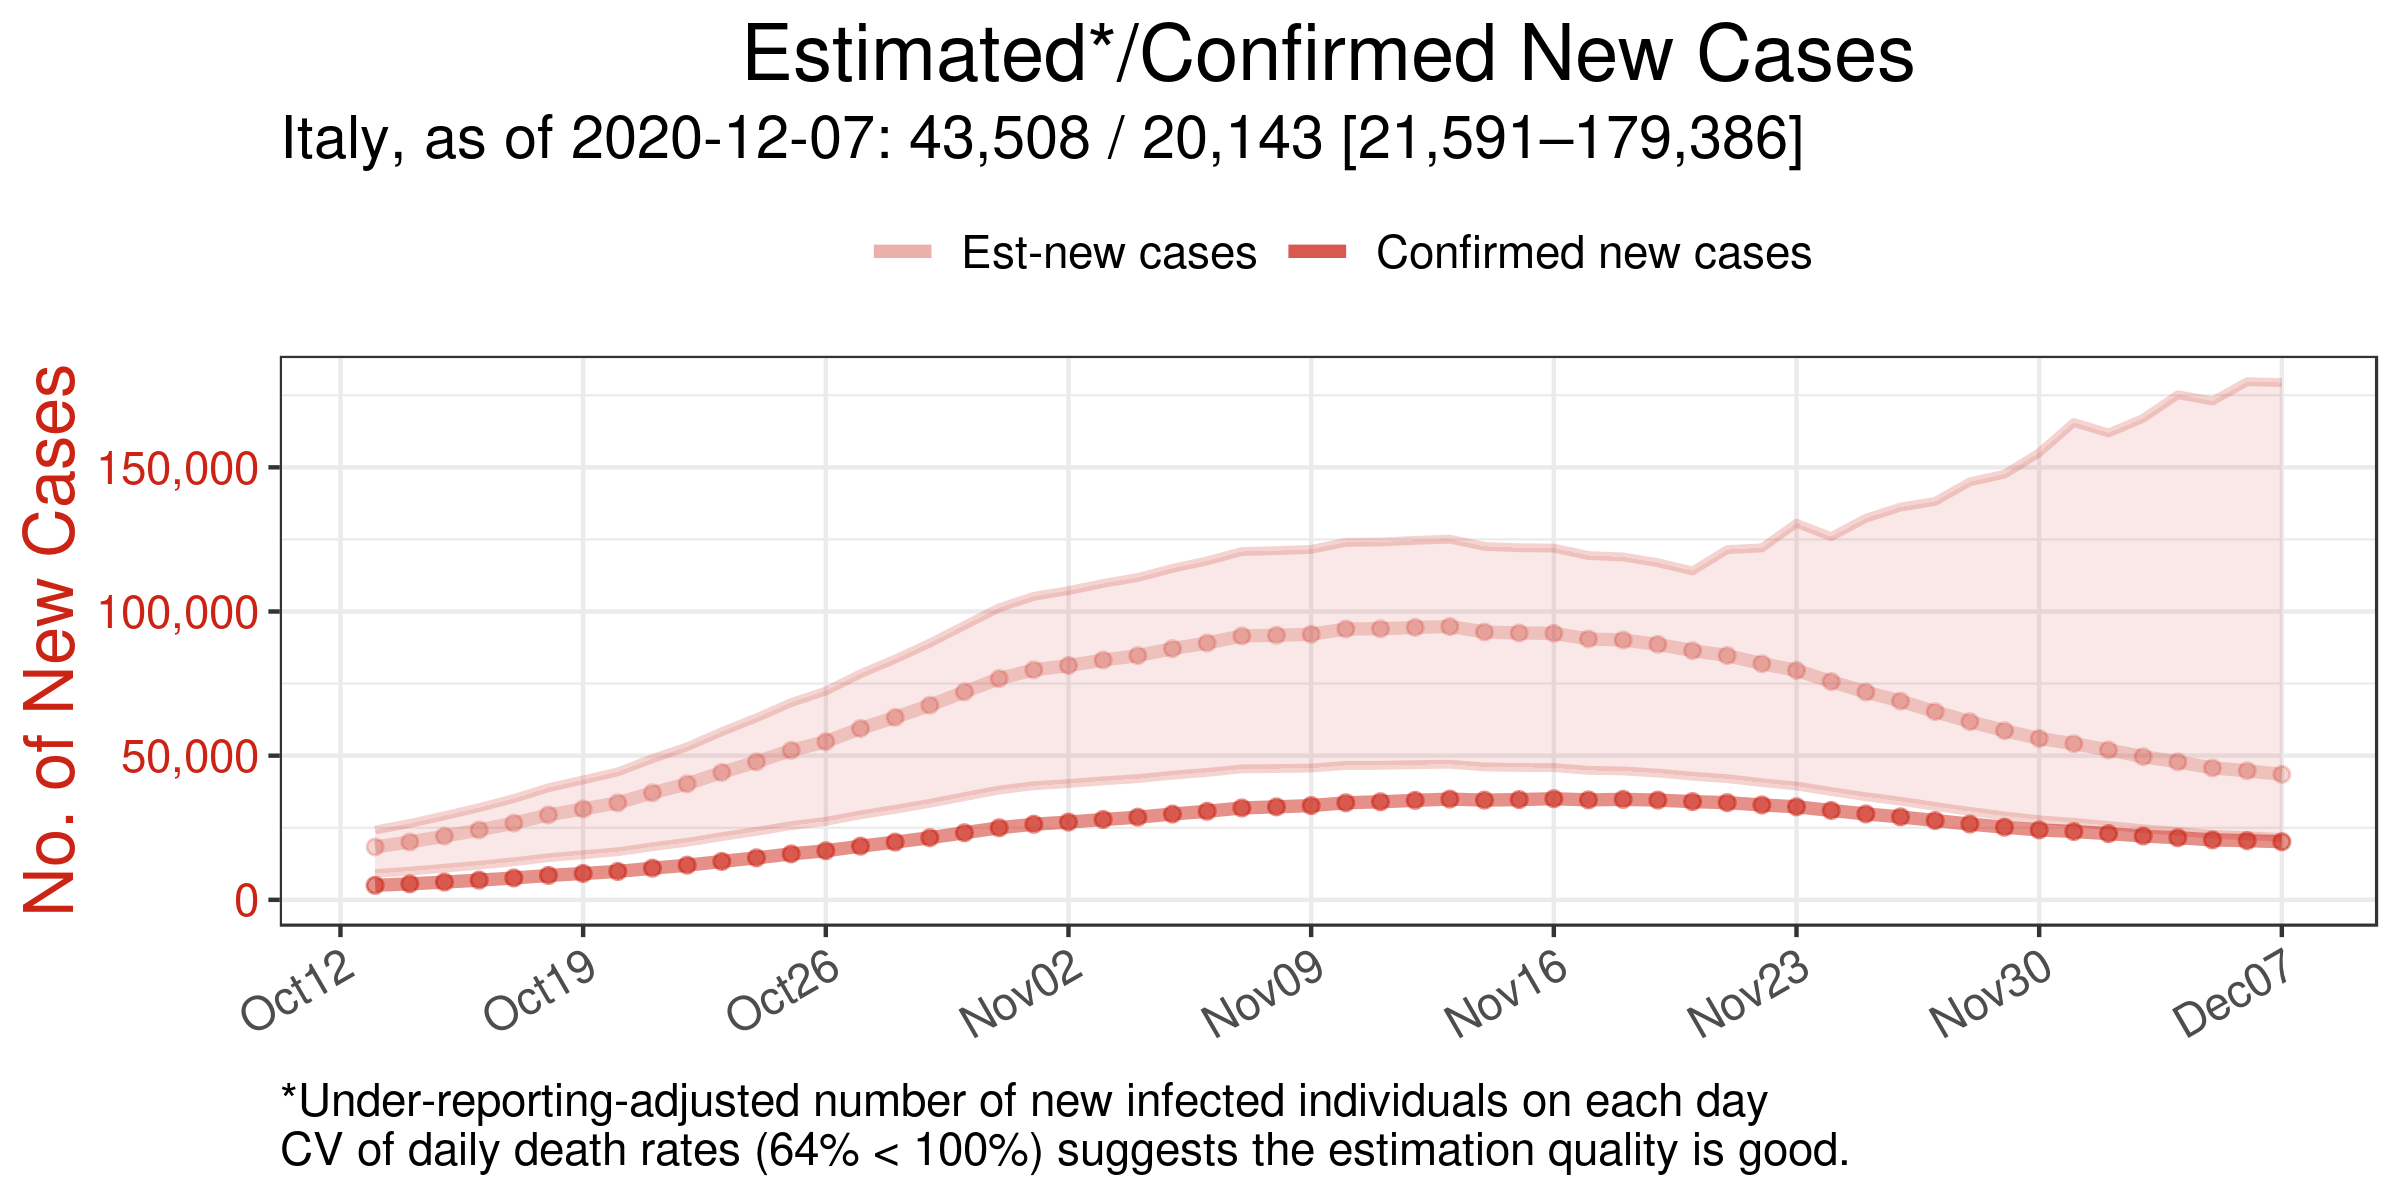 Estimated*/Confirmed New Cases
Italy, as of 2020-12-07: 43,508 / 20,143 [21,591–179,386]
Est-new cases
Confirmed new cases
No. of New Cases
150,000
100,000
50,000
0
Oct12
Oct19
Oct26
Nov02
Nov09
Nov16
Nov23
Nov30
Dec07
*Under-reporting-adjusted number of new infected individuals on each day
CV of daily death rates (64% < 100%) suggests the estimation quality is good.